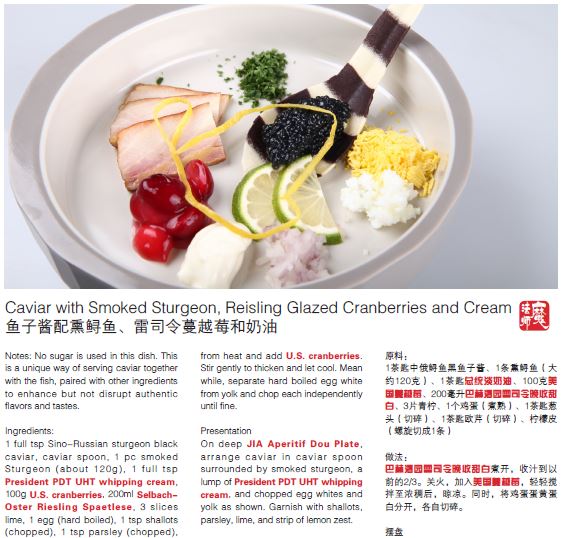 Caviar with Smoked Sturgeon, Reisling Glazed Cranberries and Cream
鱼子酱配熏鲟鱼、雷司令蔓越莓和奶油
Notes: No sugar is used in this dish. This
is a unique way of serving caviar together
with the fish, paired with other ingredients
to enhance but not disrupt authentic
flavors and tastes.
Ingredients:
1 full tsp Sino-Russian sturgeon black
caviar, caviar spoon, 1 pc smoked
Sturgeon (about 120g), 1 full tsp
President PDT UHT whipping cream,
100g U.S. cranberries. 200ml Selbach-
Oster Riesling Spaetlese, 3 slices
lime, 1 egg (hard boiled), 1 tsp shallots
(chopped), 1 tsp parsley (chopped),
from heat and add U.S. cranberries.
Stir gently to thicken and let cool. Mean
while, separate hard boiled egg white
from yolk and chop each independently
until fine.
Presentation
On deep JIA Aperitif Dou Plate,
arrange caviar in caviar spoon
surrounded by smoked sturgeon, a
lump of President PDT UHT whipping
cream. and chopped egg whites and
yolk as shown. Garnish with shallots,
parsley, lime, and strip of lemon zest.
原料：
1茶匙中俄鲟鱼黑鱼子酱、1条熏鲟鱼（大
约120克）、1茶匙总统淡奶油、100克美
国蔓越莓、200毫升巴赫酒园雷司令晚收甜
白、3片青柠、1个鸡蛋（煮熟）、1茶匙葱
头（切碎）、1茶匙欧芹（切碎）、柠檬皮
（螺旋切成1条）
做法：
巴赫酒园雷司令晚收甜白煮开，收汁到以
前的2/3。关火，加入美国蔓越莓，轻轻搅
拌至浓稠后，晾凉。同时，将鸡蛋蛋黄蛋
白分开，各自切碎。
摆盘